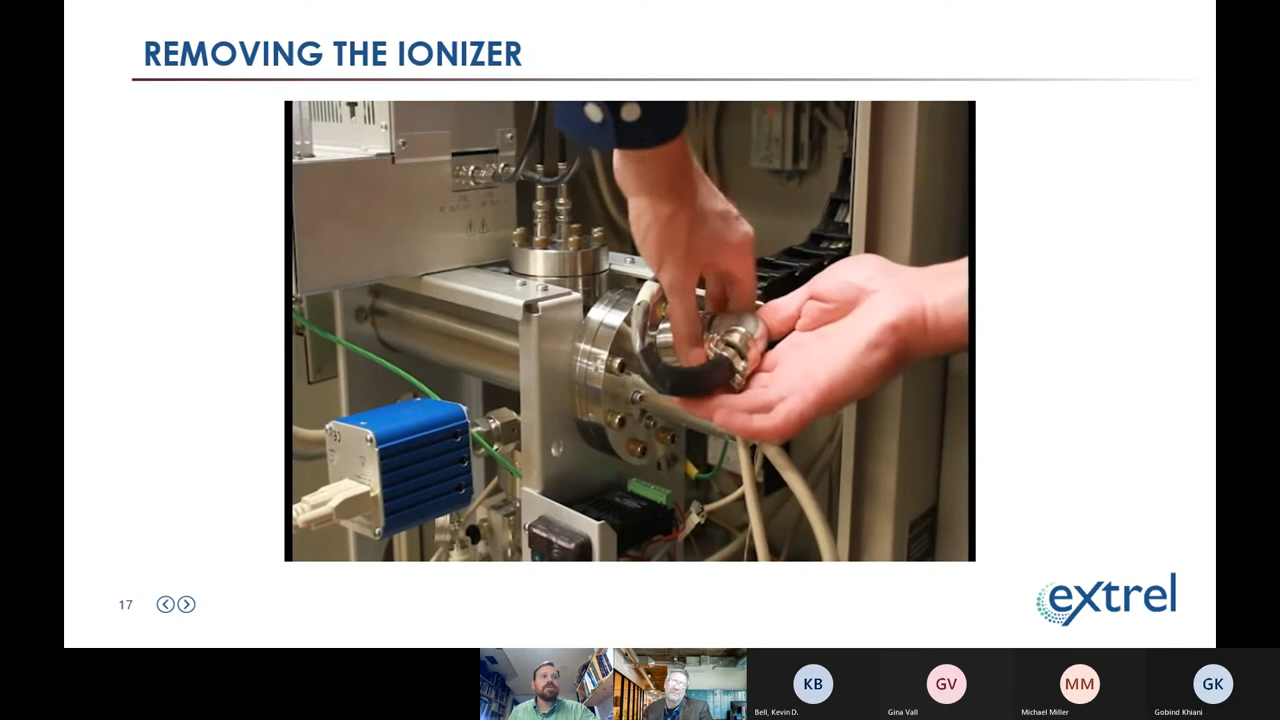 REMOVING THE IONIZER
17
extrel
KB
GV
MM
GK
Bell, Kevin D.
Gina Vall
Michael Miller
Gobind Khiani